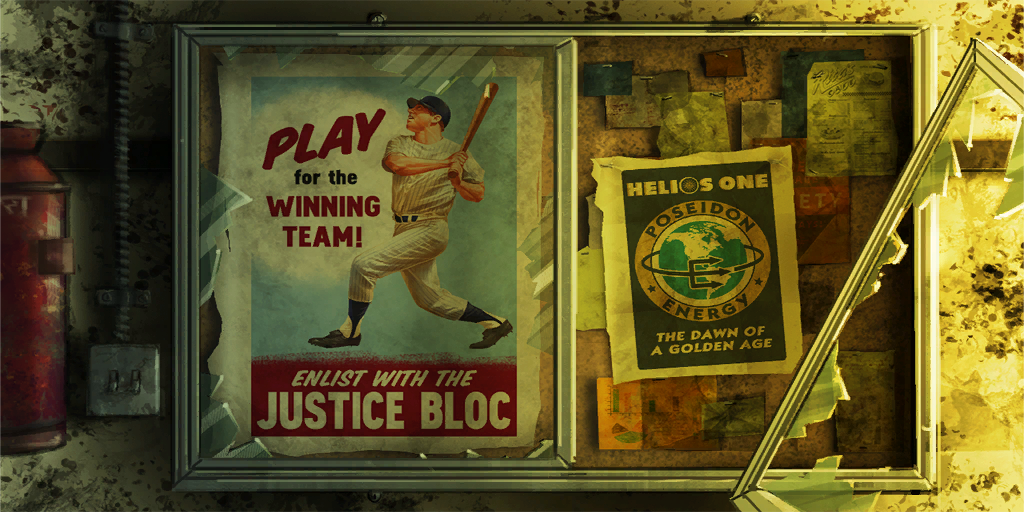 PLAY
for the
WINNING
TEAM!
ENLIST WITH THE
JUSTICE BLOC
HELIOS ONE
POSEIDON
ENERGY
THE DAWN OF
A GOLDEN AGE